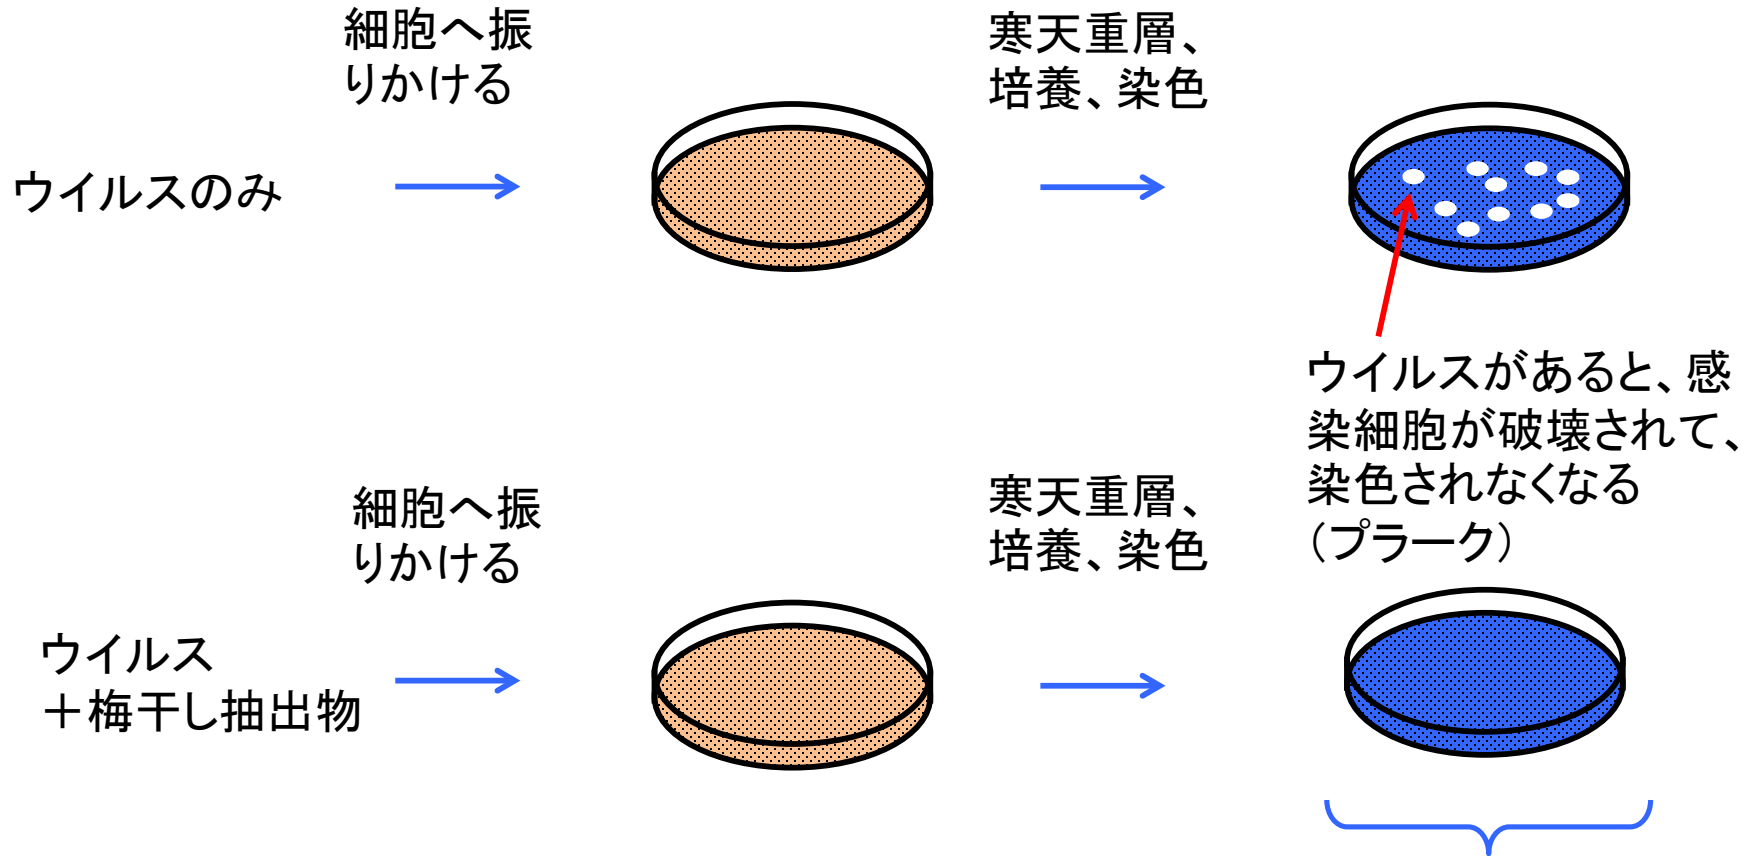 細胞へ振
りかける
寒天重層、
培養、染色
ウイルスのみ
ウイルスがあると、感
染細胞が破壊されて、
染色されなくなる
（プラーク）
細胞へ振
りかける
寒天重層、
培養、染色
ウイルス
＋梅干し抽出物